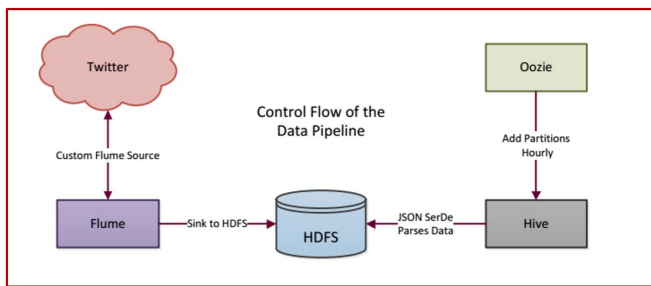 Twitter
Oozie
Control Flow of the
Data Pipeline
Custom Flume Source
Add Partitions
Hourly
Flume
Sink to HDFS
HDFS
JSON SerDe
Parses Data
Hive